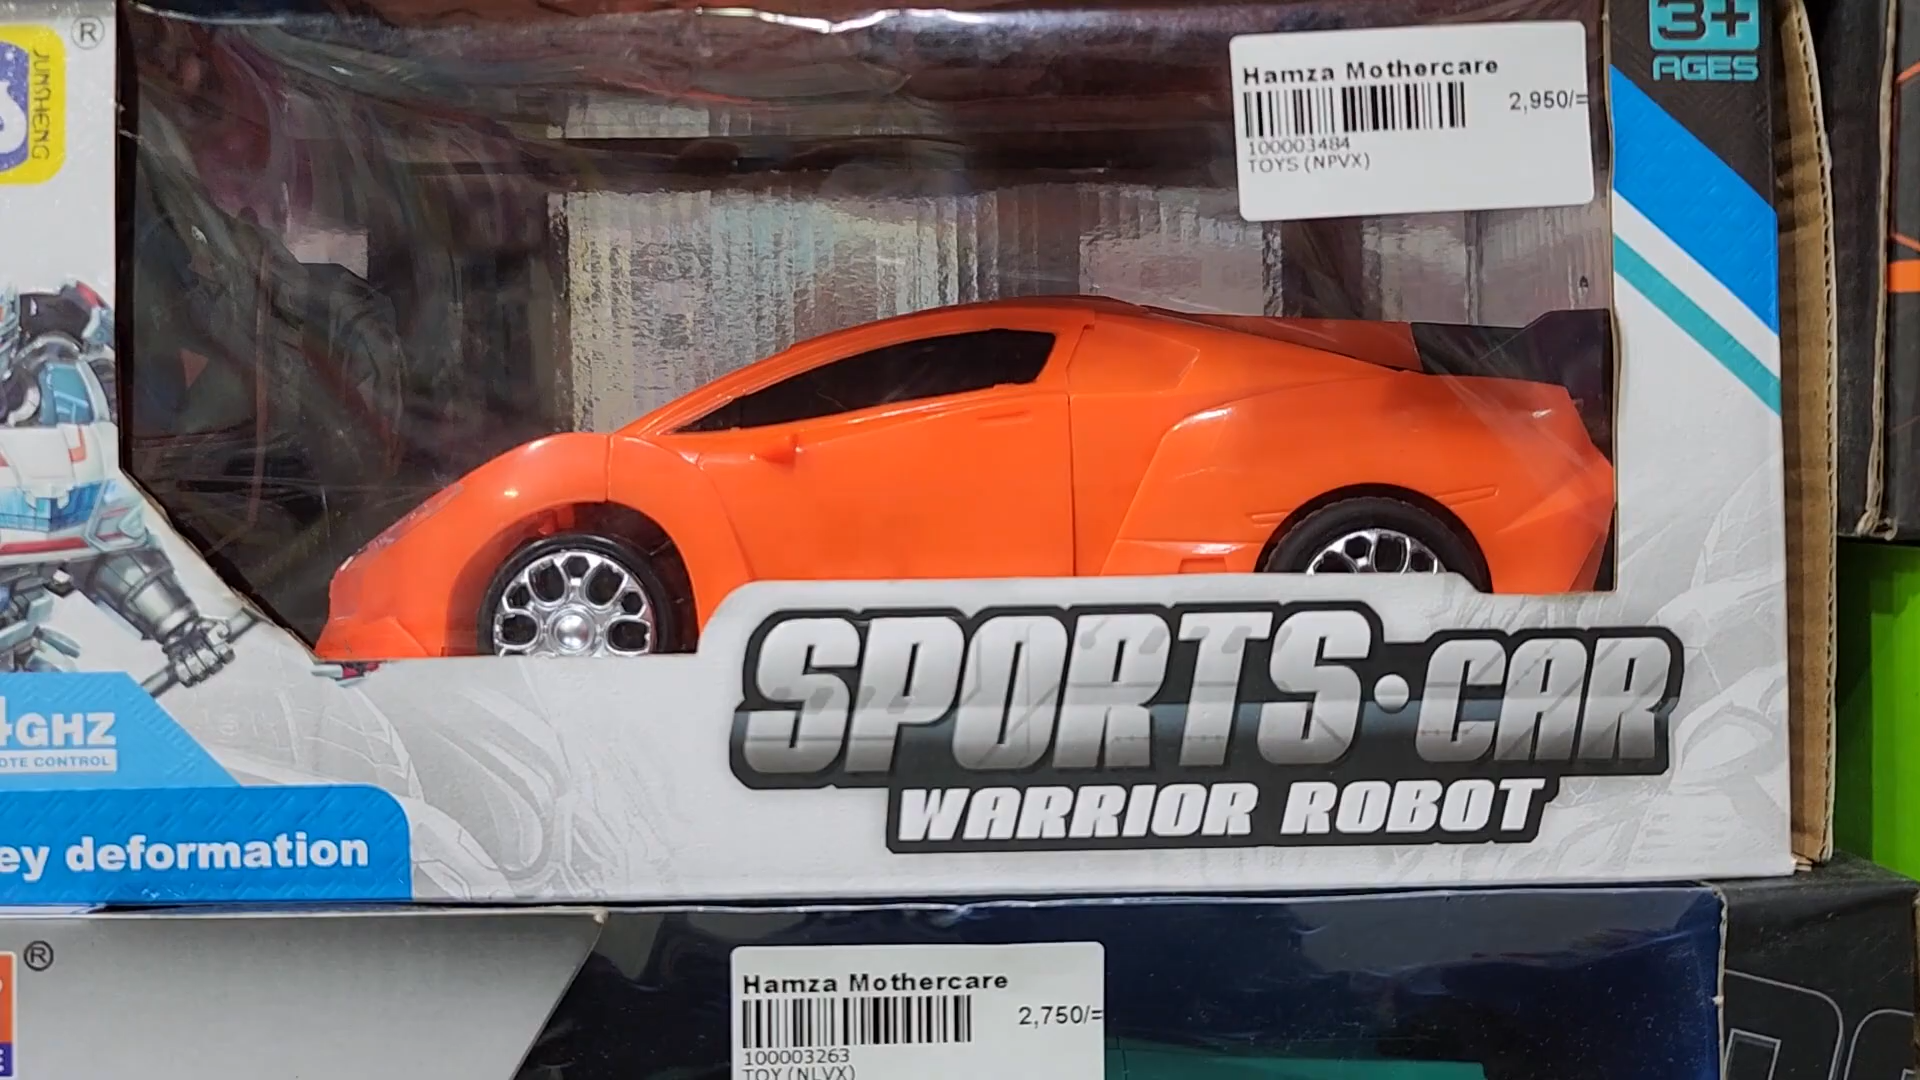 ®
JUNSHENG
3+
AGES
Hamza Mothercare
2,950/=
100003484
TOYS (NPVX)
4GHZ
OTE CONTROL
ey deformation
SPORTS·CAR
WARRIOR ROBOT
®
Hamza Mothercare
2,750/=
100003263
TOY (NLVX)